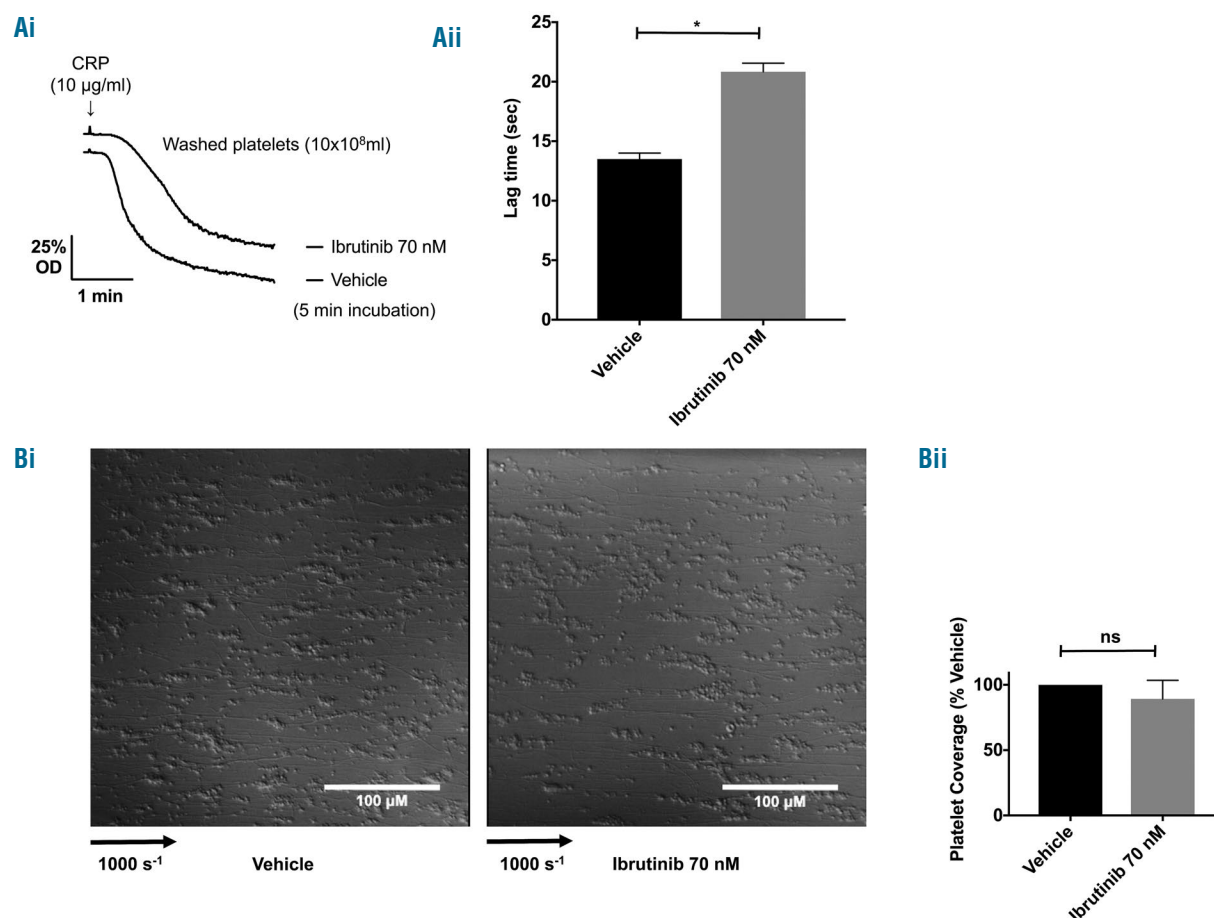 Ai
CRP
(10 µg/ml)
↓
Washed platelets (10x10⁸ml)
25%
OD
1 min
Ibrutinib 70 nM
Vehicle
(5 min incubation)
Aii
*
Lag time (sec)
25
20
15
10
5
0
Vehicle
Ibrutinib 70 nM
Bi
100 µM
1000 s⁻¹
Vehicle
100 µM
1000 s⁻¹
Ibrutinib 70 nM
Bii
ns
Platelet Coverage (% Vehicle)
100
50
0
Vehicle
Ibrutinib 70 nM